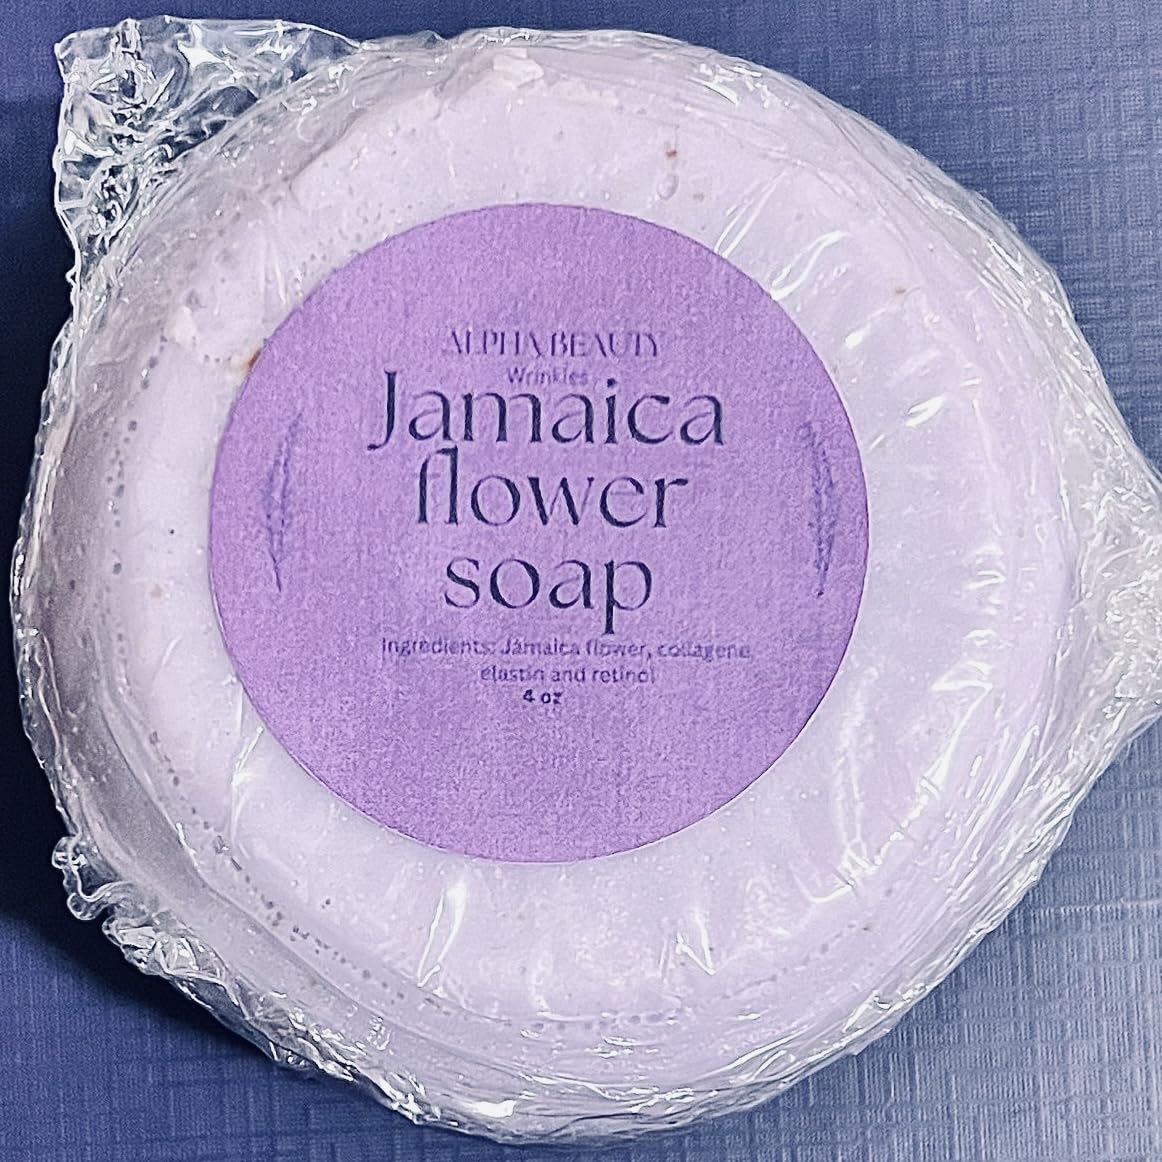 ALPHA BEAUTY
Wrinkles
Jamaica
flower
soap
Ingredients: Jamaica flower, collagene,
elastin and retinol
4 oz